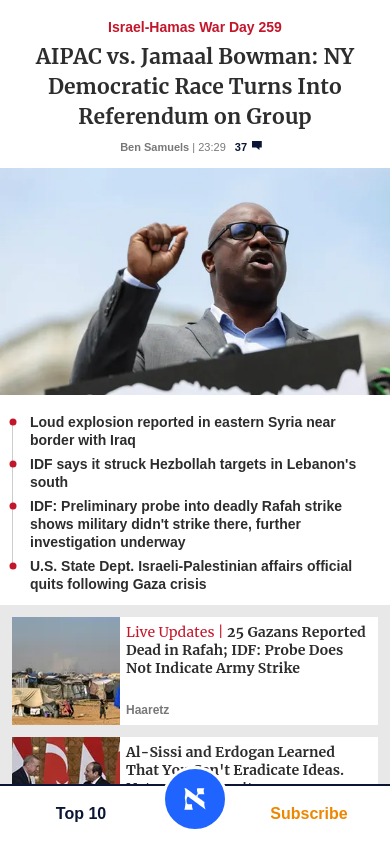 Israel-Hamas War Day 259
AIPAC vs. Jamaal Bowman: NY
Democratic Race Turns Into
Referendum on Group
Ben Samuels | 23:29 37
Loud explosion reported in eastern Syria near
border with Iraq
IDF says it struck Hezbollah targets in Lebanon's
south
IDF: Preliminary probe into deadly Rafah strike
shows military didn't strike there, further
investigation underway
U.S. State Dept. Israeli-Palestinian affairs official
quits following Gaza crisis
Live Updates | 25 Gazans Reported
Dead in Rafah; IDF: Probe Does
Not Indicate Army Strike
Haaretz
Al-Sissi and Erdogan Learned
That You Can't Eradicate Ideas.
Top 10
Subscribe